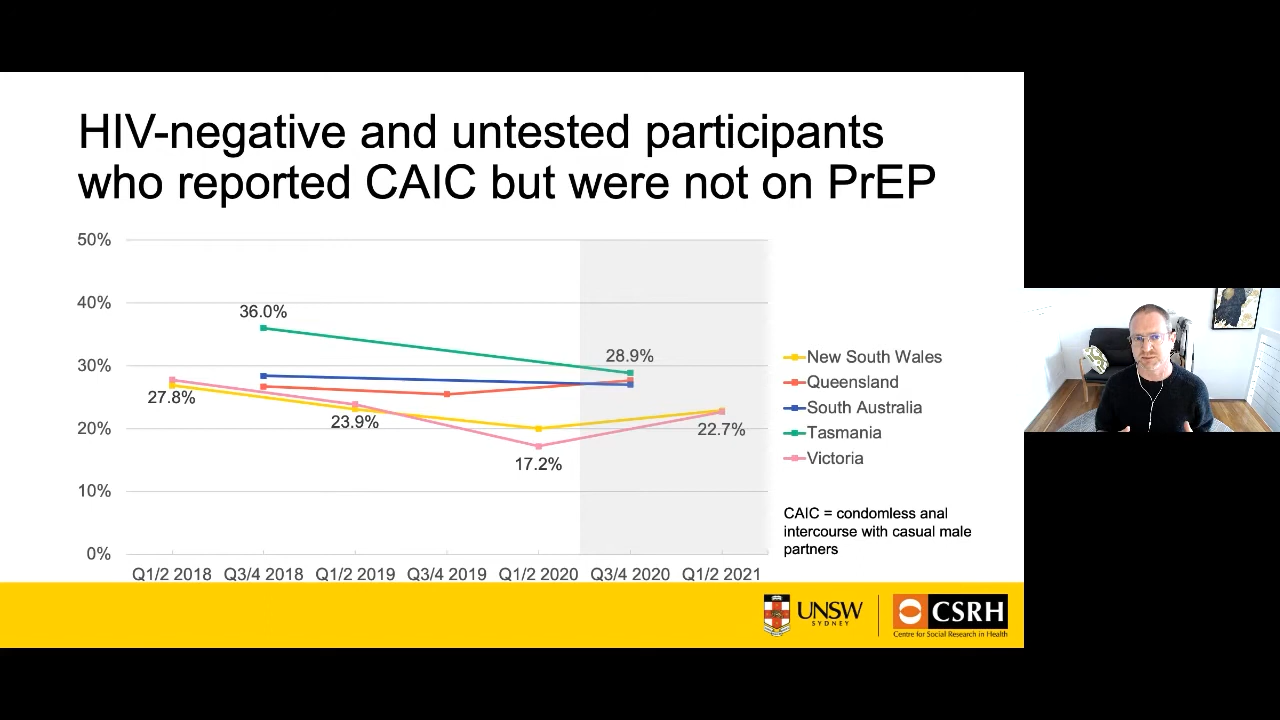 HIV-negative and untested participants
who reported CAIC but were not on PrEP
50%
40%
30%
20%
10%
0%
36.0%
28.9%
27.8%
23.9%
22.7%
17.2%
Q1/2 2018 Q3/4 2018 Q1/2 2019 Q3/4 2019 Q1/2 2020 Q3/4 2020 Q1/2 2021
New South Wales
Queensland
South Australia
Tasmania
Victoria
CAIC = condomless anal
intercourse with casual male
partners
UNSW
SYDNEY
CSRH
Centre for Social Research in Health